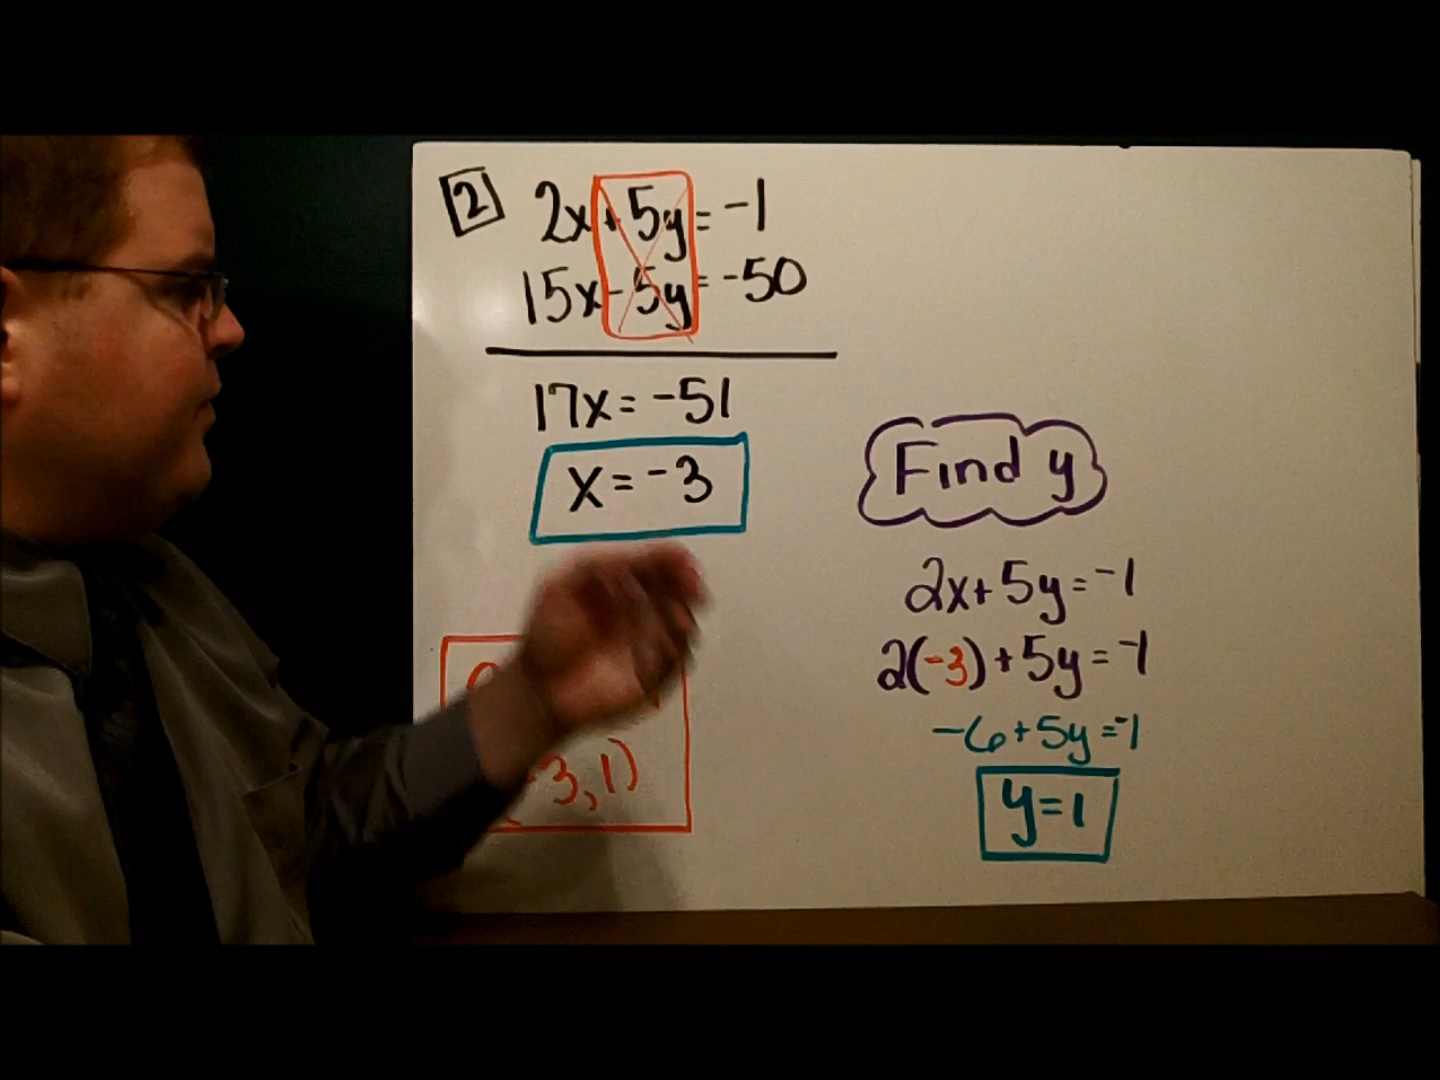 2
2x+5y=-1
15x-5y=-50
17x=-51
x=-3
3,1)
Find y
2x+5y=-1
2(-3)+5y=-1
-6+5y=-1
y=1